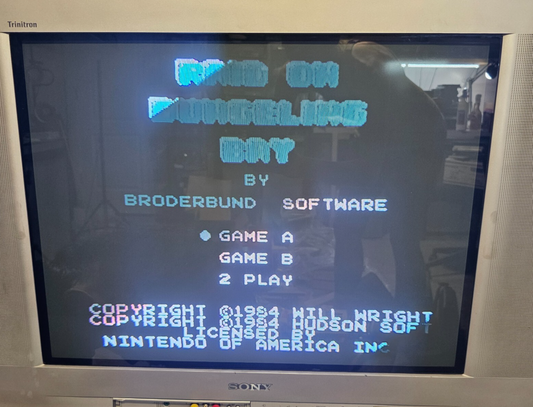 Trinitron
RAID ON
BUNGELING
BAY
BY
BRODERBUND SOFTWARE
GAME A
GAME B
2 PLAY
COPYRIGHT ©1984 WILL WRIGHT
COPYRIGHT ©1984 HUDSON SOFT
LICENSED BY
NINTENDO OF AMERICA INC
SONY